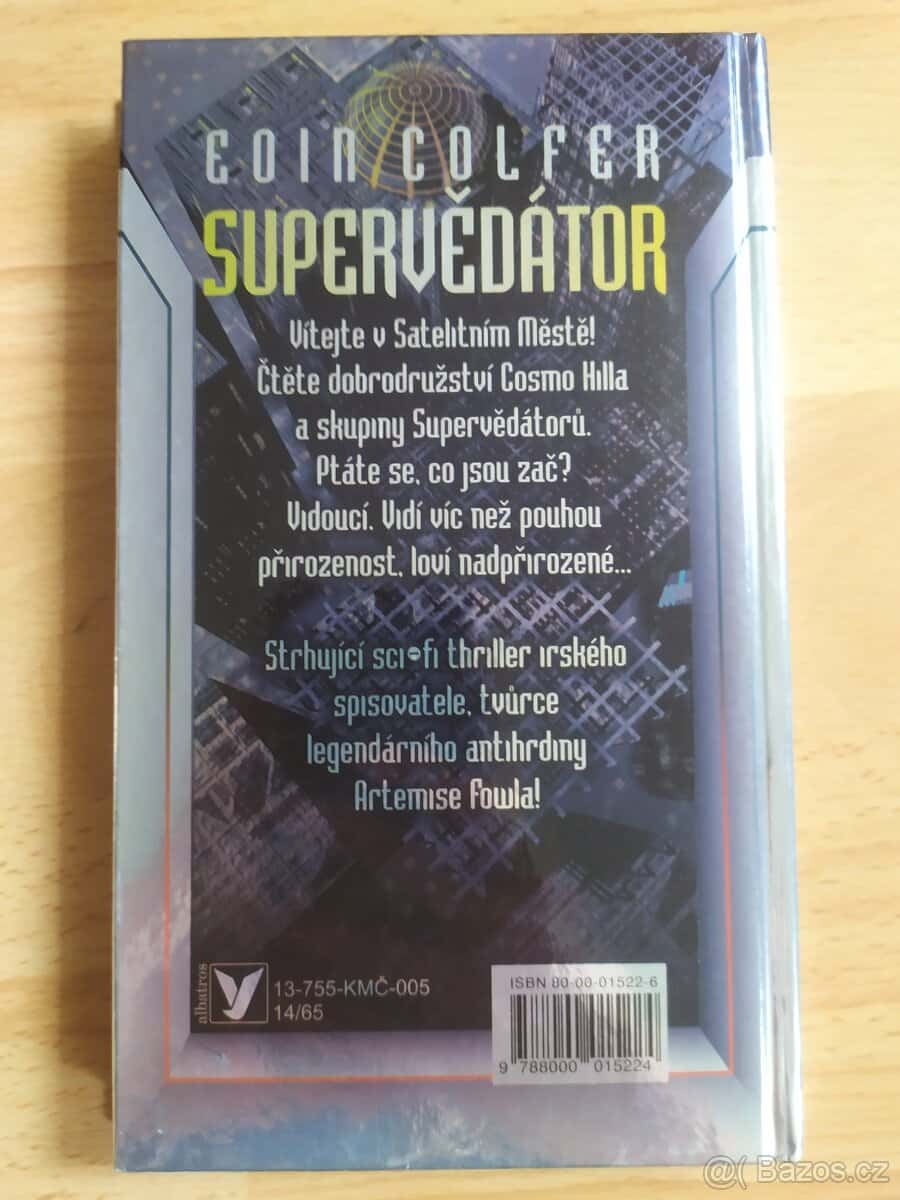 EOIN COLFER
SUPERVĚDÁTOR
Vítejte v Satelitním Městě!
Čtěte dobrodružství Cosmo Hilla
a skupiny Supervědátorů.
Ptáte se, co jsou zač?
Vidoucí. Vidí víc než pouhou
přirozenost, loví nadpřirozené...
Strhující sci-fi thriller irského
spisovatele, tvůrce
legendárního antihrdiny
Artemise Fowla!
albatros
13-755-KMČ-005
14/65
ISBN 80-00-01522-6
9 788000 015224
@( Bazos.cz